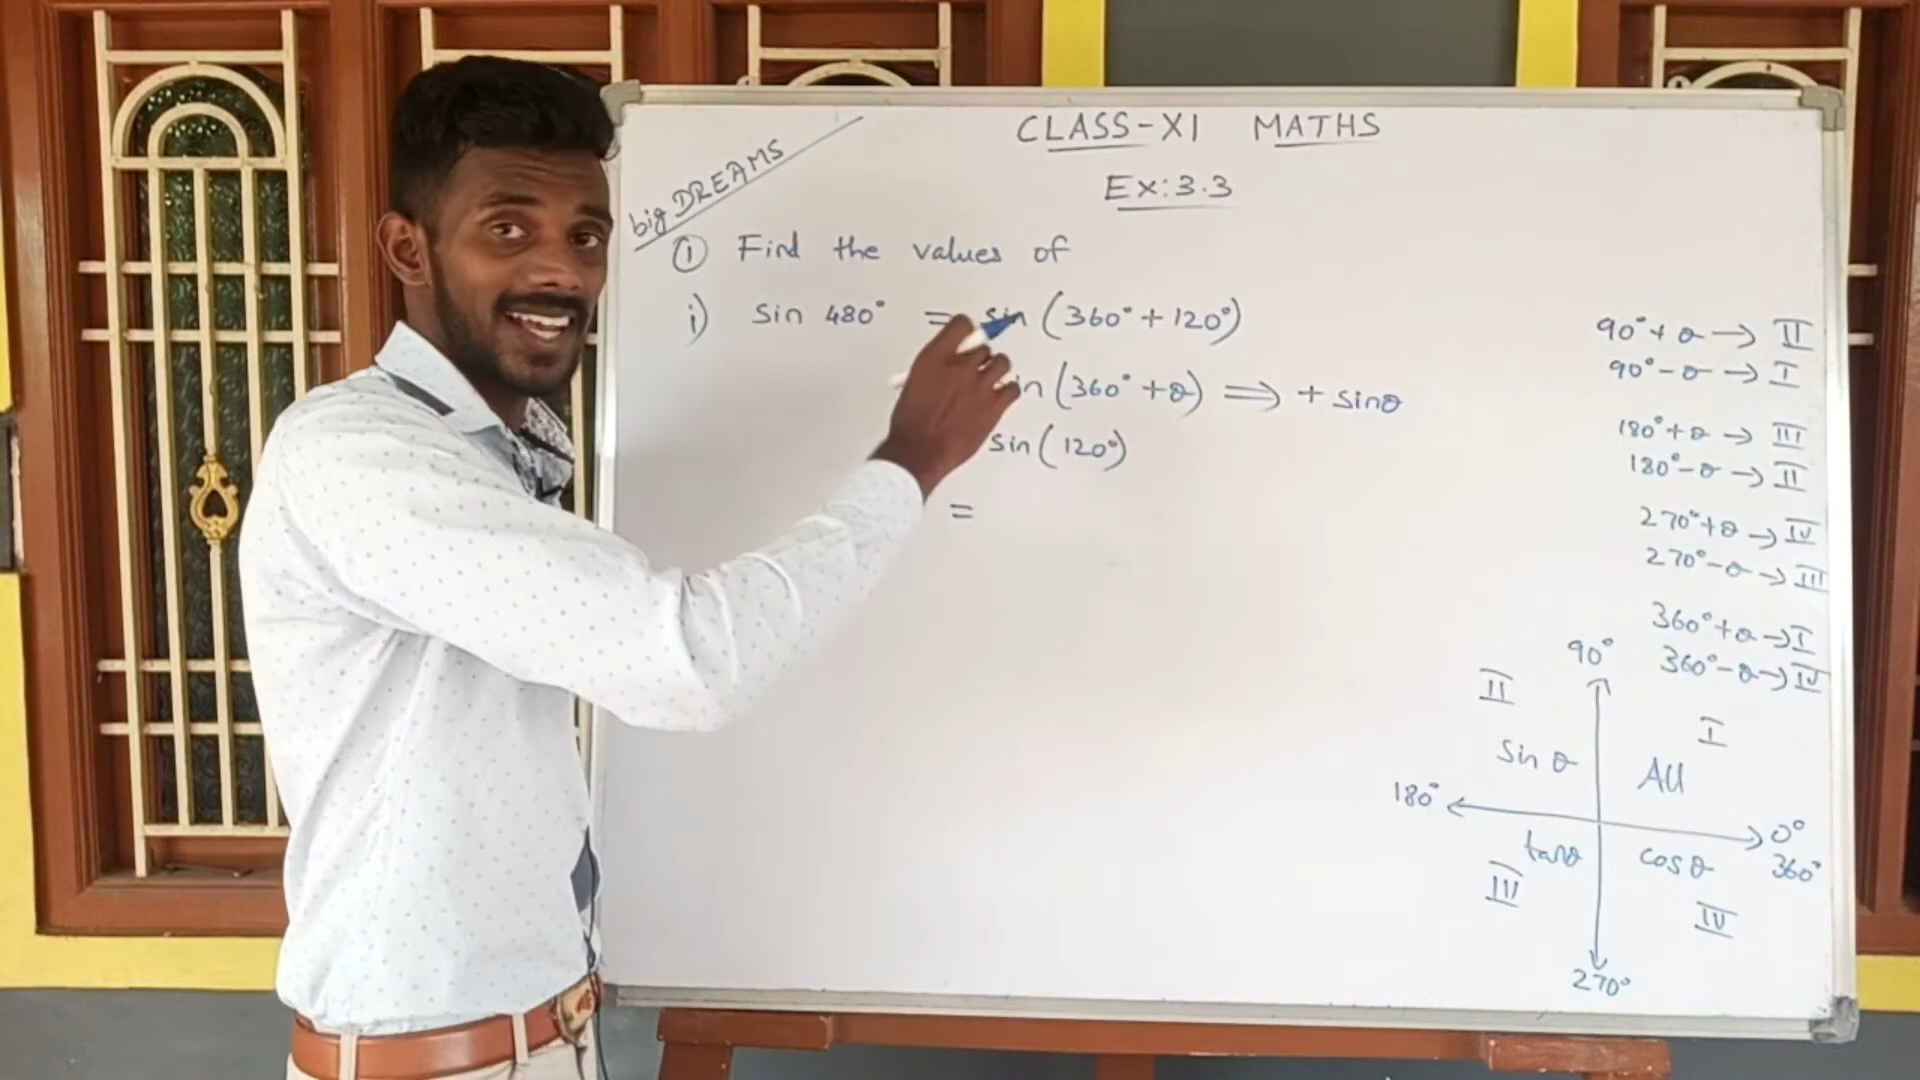 big DREAMS
CLASS-XI MATHS
Ex:3.3
① Find the values of
i) Sin 480° = sin (360° + 120°)
in (360° + θ) ⟹ + sinθ
sin (120°)
=
90° + θ → II
90° - θ → I
180° + θ → III
180° - θ → II
270° + θ → IV
270° - θ → III
360° + θ → I
360° - θ → IV
90°
II
I
Sin θ
All
180°
0°
360°
tanθ
cosθ
III
IV
270°